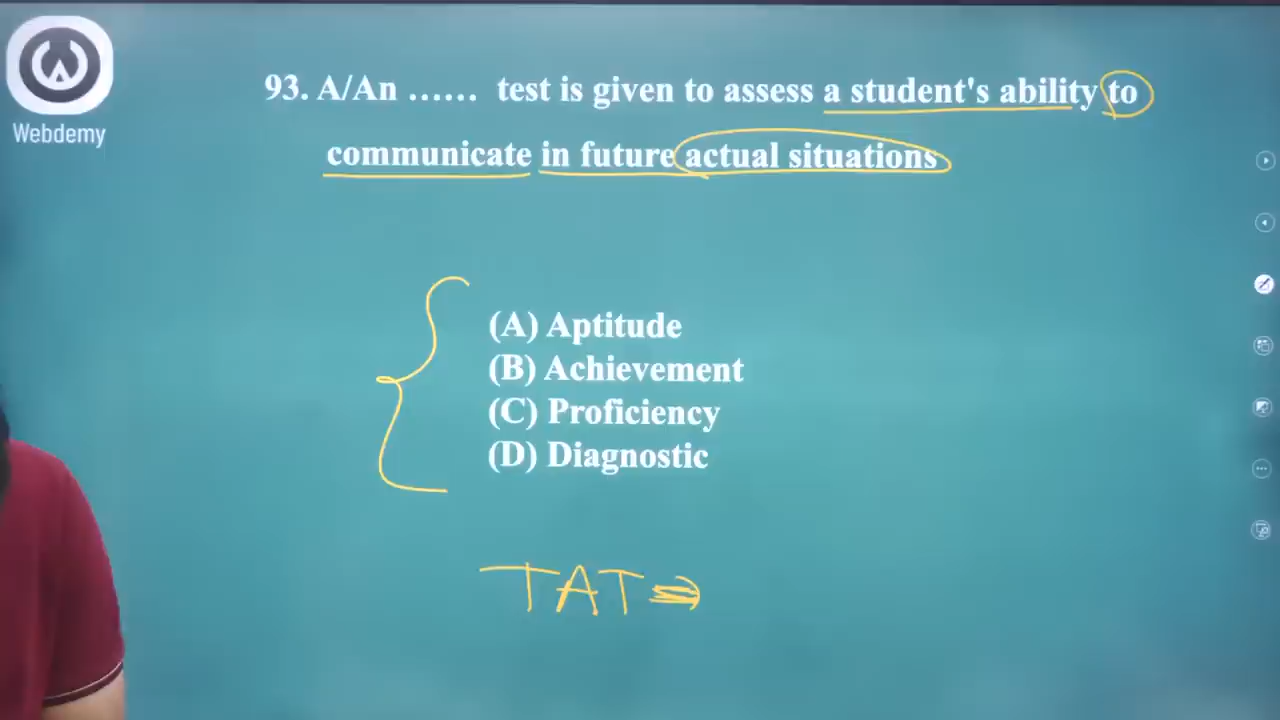 Webdemy
93. A/An ...... test is given to assess a student's ability to
communicate in future actual situations
(A) Aptitude
(B) Achievement
(C) Proficiency
(D) Diagnostic
TAT ⇒